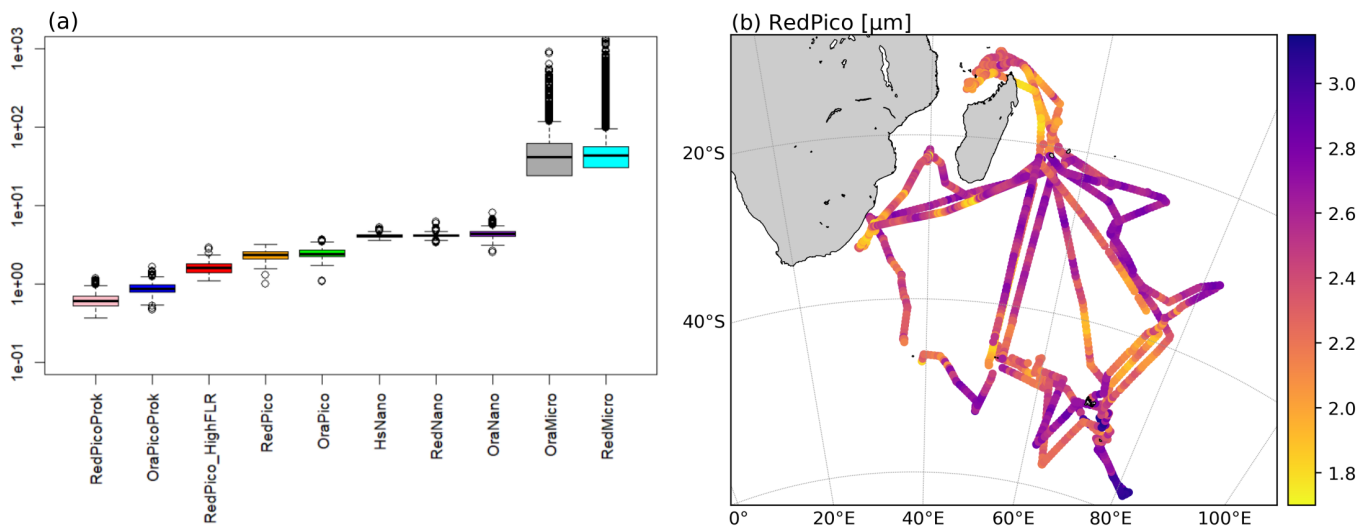 (a)
1e+03
1e+02
1e+01
1e+00
1e-01
RedPicoProk
OraPicoProk
RedPico_HighFLR
RedPico
OraPico
HsNano
RedNano
OraNano
OraMicro
RedMicro
(b) RedPico [µm]
20°S
40°S
0°
20°E
40°E
60°E
80°E
100°E
3.0
2.8
2.6
2.4
2.2
2.0
1.8